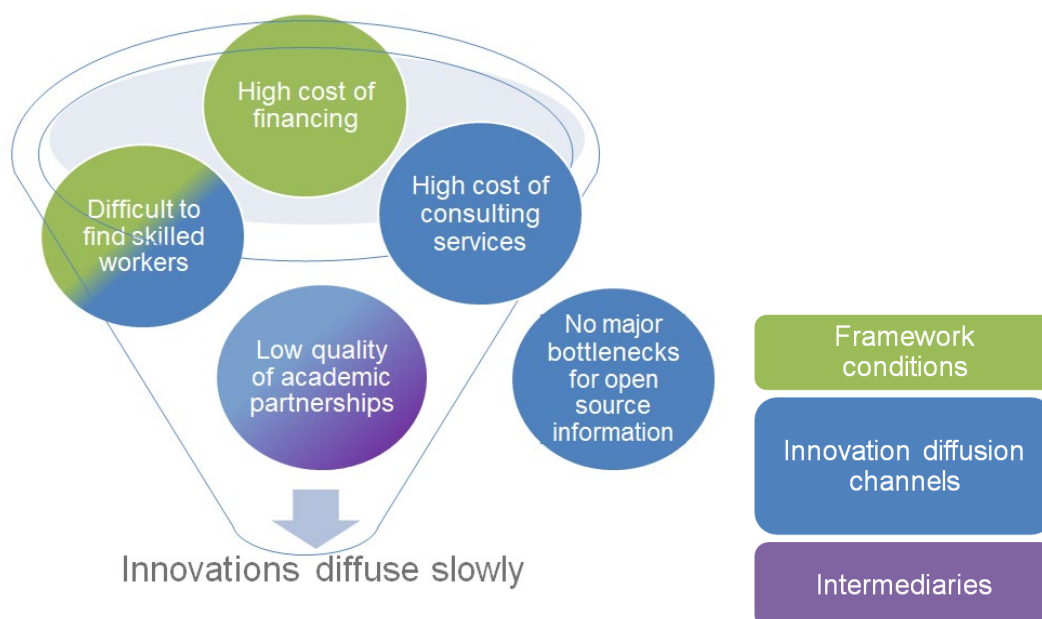 High cost of
financing
Difficult to
find skilled
workers
High cost of
consulting
services
Low quality
of academic
partnerships
No major
bottlenecks
for open
source
information
Innovations diffuse slowly
Framework
conditions
Innovation diffusion
channels
Intermediaries